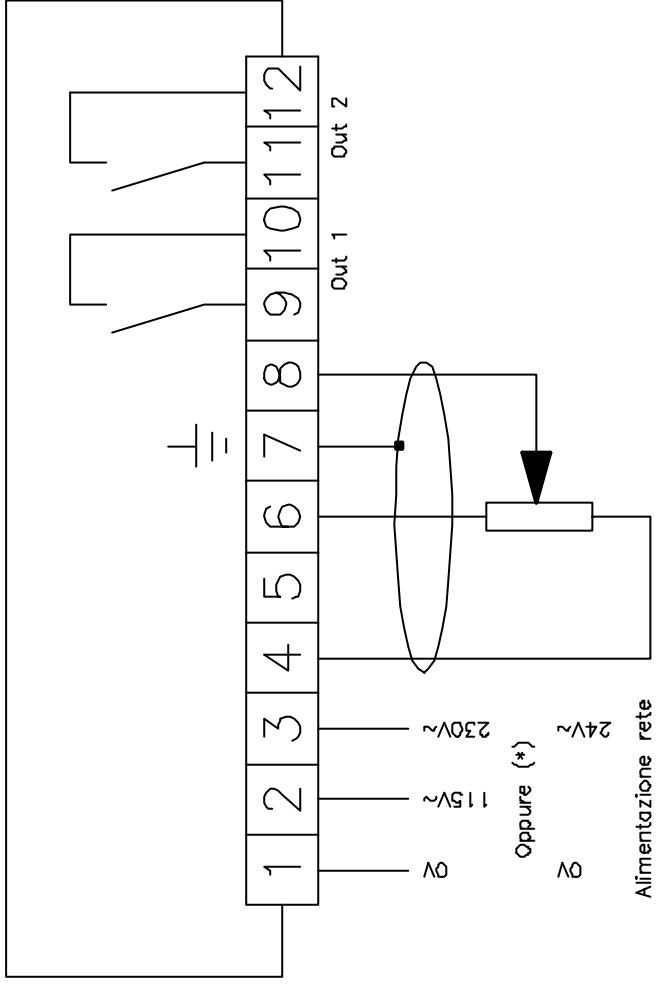 1 2 3 4 5 6 7 8 9 10 11 12
Out 1
Out 2
0V
115V~
230V~
Oppure (*)
0V
24V~
Alimentazione rete